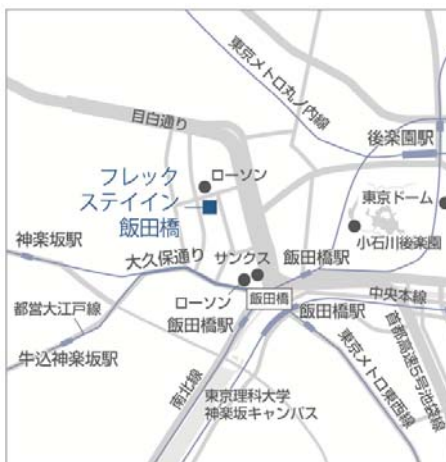 東京メトロ丸ノ内線
目白通り
後楽園駅
フレック
ステイイン
飯田橋
ローソン
東京ドーム
小石川後楽園
神楽坂駅
大久保通り
サンクス
飯田橋駅
都営大江戸線
ローソン
飯田橋駅
飯田橋
飯田橋駅
中央本線
牛込神楽坂駅
南北線
東京理科大学
神楽坂キャンパス
東京メトロ東西線
首都高速5号池袋線